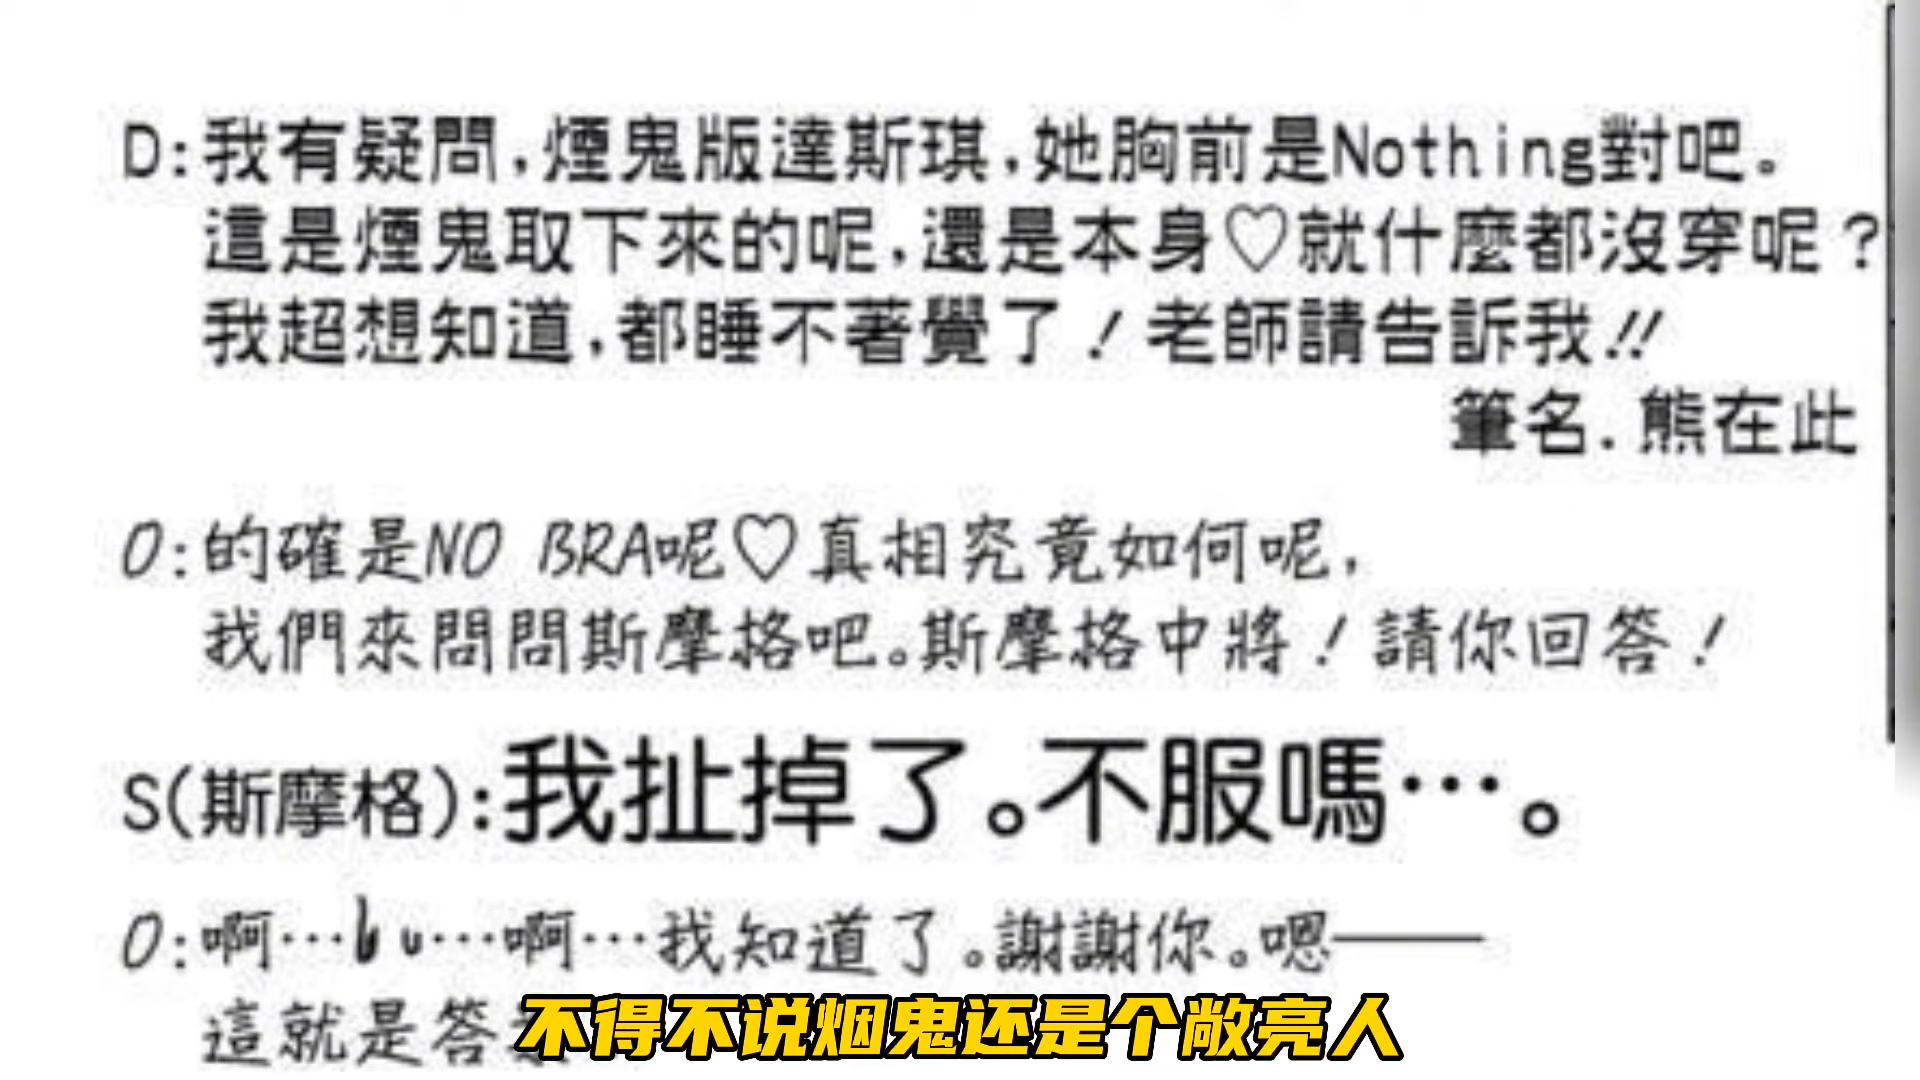 D:我有疑問,煙鬼版達斯琪,她胸前是Nothing對吧。
這是煙鬼取下來的呢,還是本身♡就什麼都沒穿呢？
我超想知道,都睡不著覺了！老師請告訴我!!
筆名.熊在此
O:的確是NO BRA呢♡真相究竟如何呢,
我們來問問斯摩格吧。斯摩格中將！請你回答！
S(斯摩格):我扯掉了。不服嗎…。
O:啊…bu…啊…我知道了。謝謝你。嗯——
這就是答
不得不说烟鬼还是个敞亮人